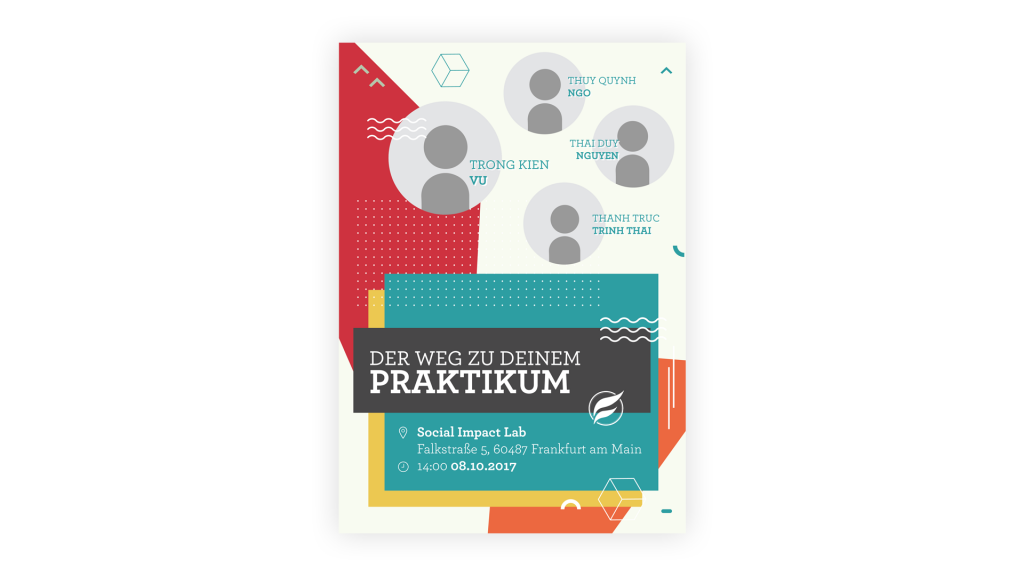 THUY QUYNH
NGO
THAI DUY
NGUYEN
TRONG KIEN
VU
THANH TRUC
TRINH THAI
DER WEG ZU DEINEM
PRAKTIKUM
Social Impact Lab
Falkstraße 5, 60487 Frankfurt am Main
14:00 08.10.2017